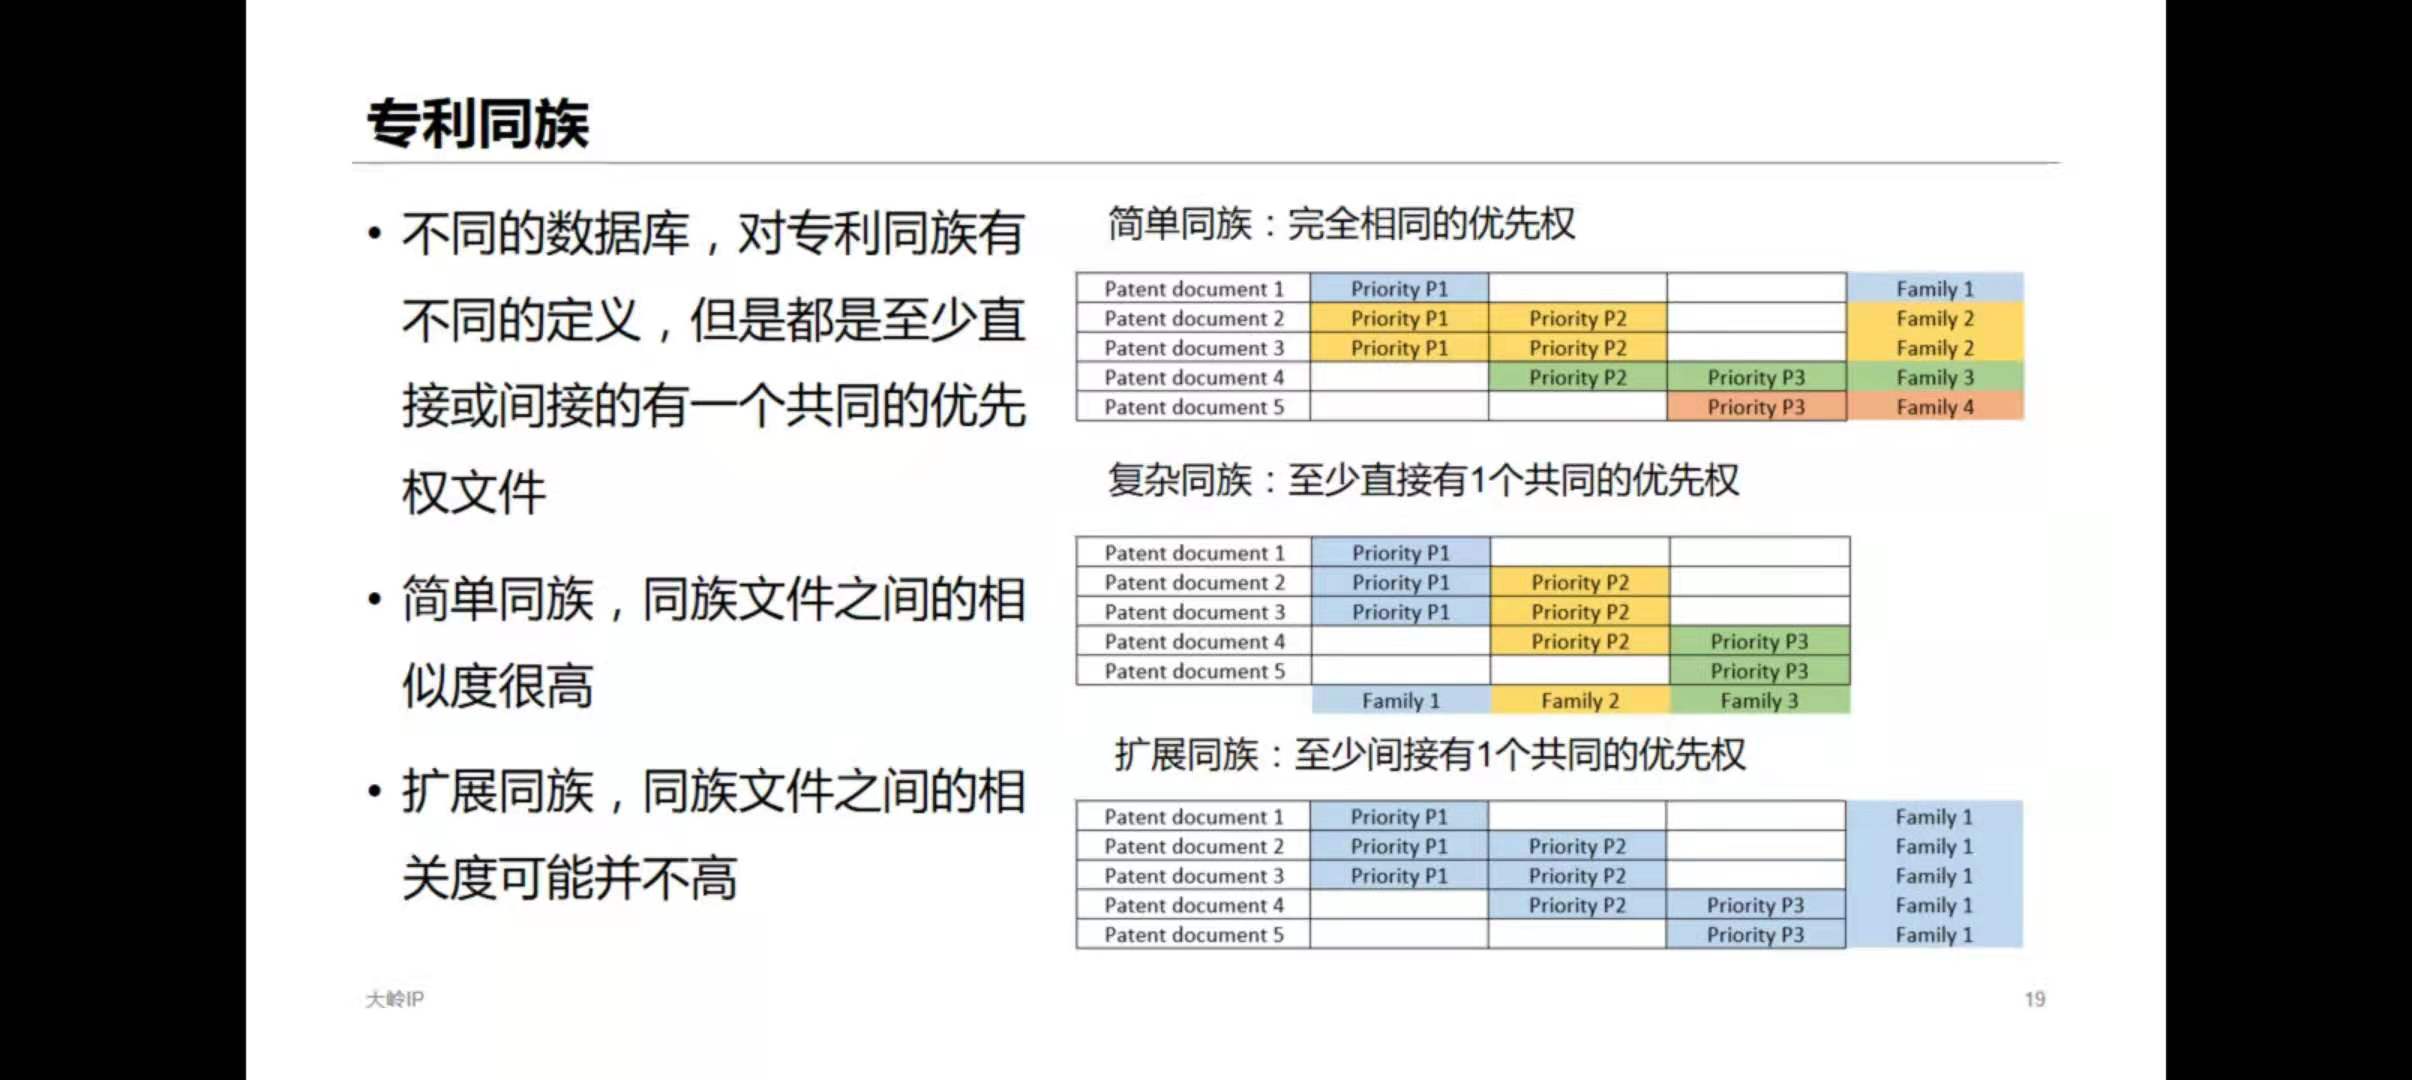 专利同族
• 不同的数据库，对专利同族有
不同的定义，但是都是至少直
接或间接的有一个共同的优先
权文件
• 简单同族，同族文件之间的相
似度很高
• 扩展同族，同族文件之间的相
关度可能并不高
简单同族：完全相同的优先权
Patent document 1 Priority P1 Family 1
Patent document 2 Priority P1 Priority P2 Family 2
Patent document 3 Priority P1 Priority P2 Family 2
Patent document 4 Priority P2 Priority P3 Family 3
Patent document 5 Priority P3 Family 4
复杂同族：至少直接有1个共同的优先权
Patent document 1 Priority P1
Patent document 2 Priority P1 Priority P2
Patent document 3 Priority P1 Priority P2
Patent document 4 Priority P2 Priority P3
Patent document 5 Priority P3
Family 1 Family 2 Family 3
扩展同族：至少间接有1个共同的优先权
Patent document 1 Priority P1 Family 1
Patent document 2 Priority P1 Priority P2 Family 1
Patent document 3 Priority P1 Priority P2 Family 1
Patent document 4 Priority P2 Priority P3 Family 1
Patent document 5 Priority P3 Family 1
大岭IP
19